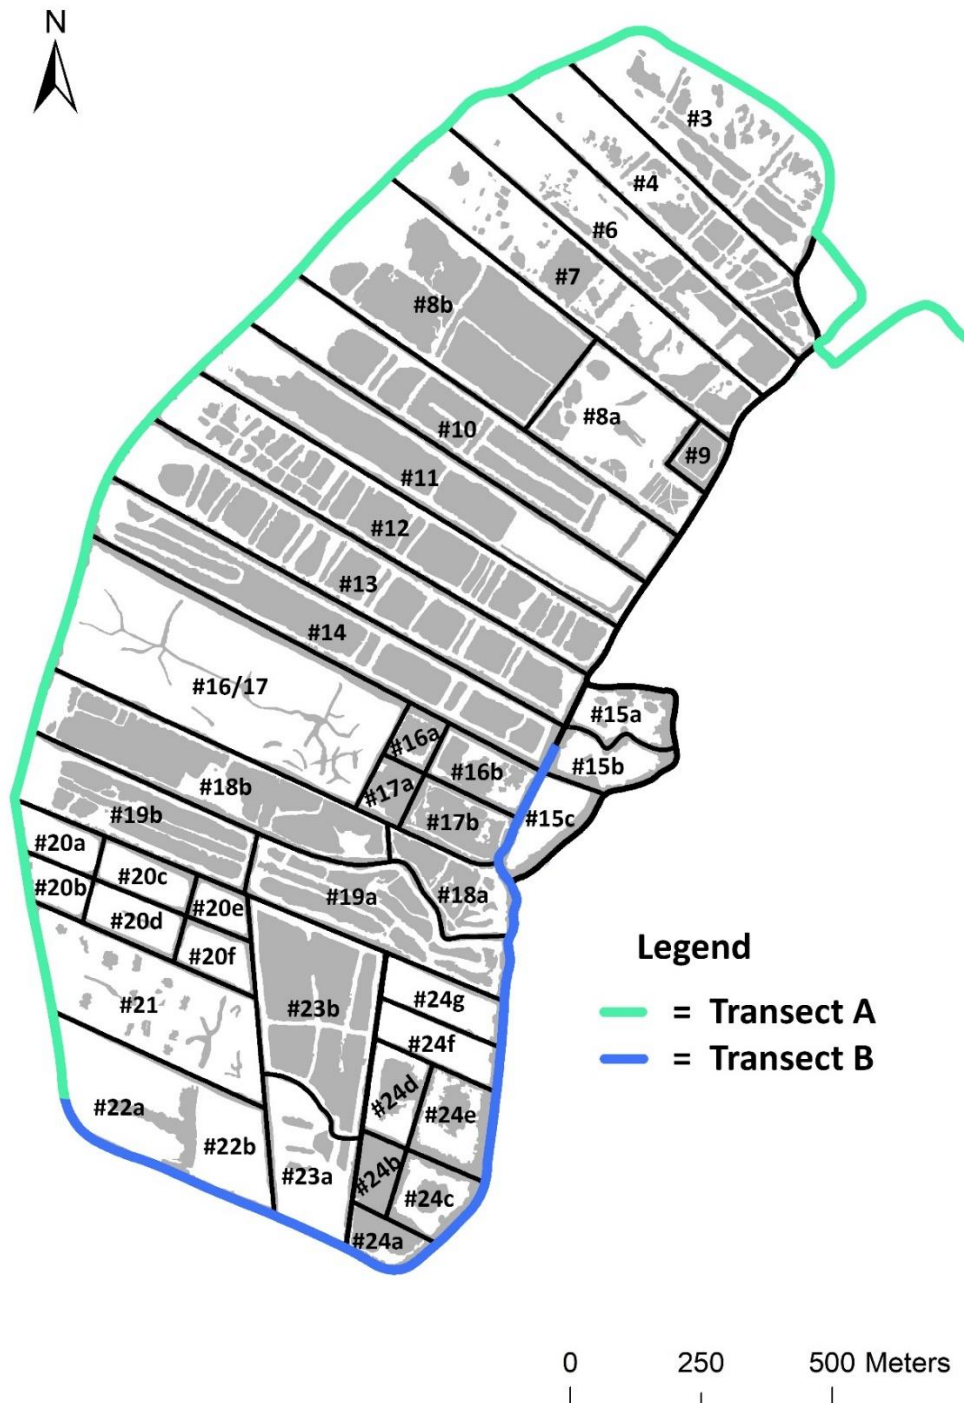 N
#3
#4
#6
#7
#8b
#8a
#9
#10
#11
#12
#13
#14
#16/17
#15a
#15b
#15c
#16a
#16b
#17a
#17b
#18b
#19b
#18a
#19a
#20a
#20c
#20b
#20e
#20d
#20f
#21
#23b
#24g
#24f
#24d
#24e
#22a
#22b
#23a
#24b
#24c
#24a
Legend
= Transect A
= Transect B
0 250 500 Meters